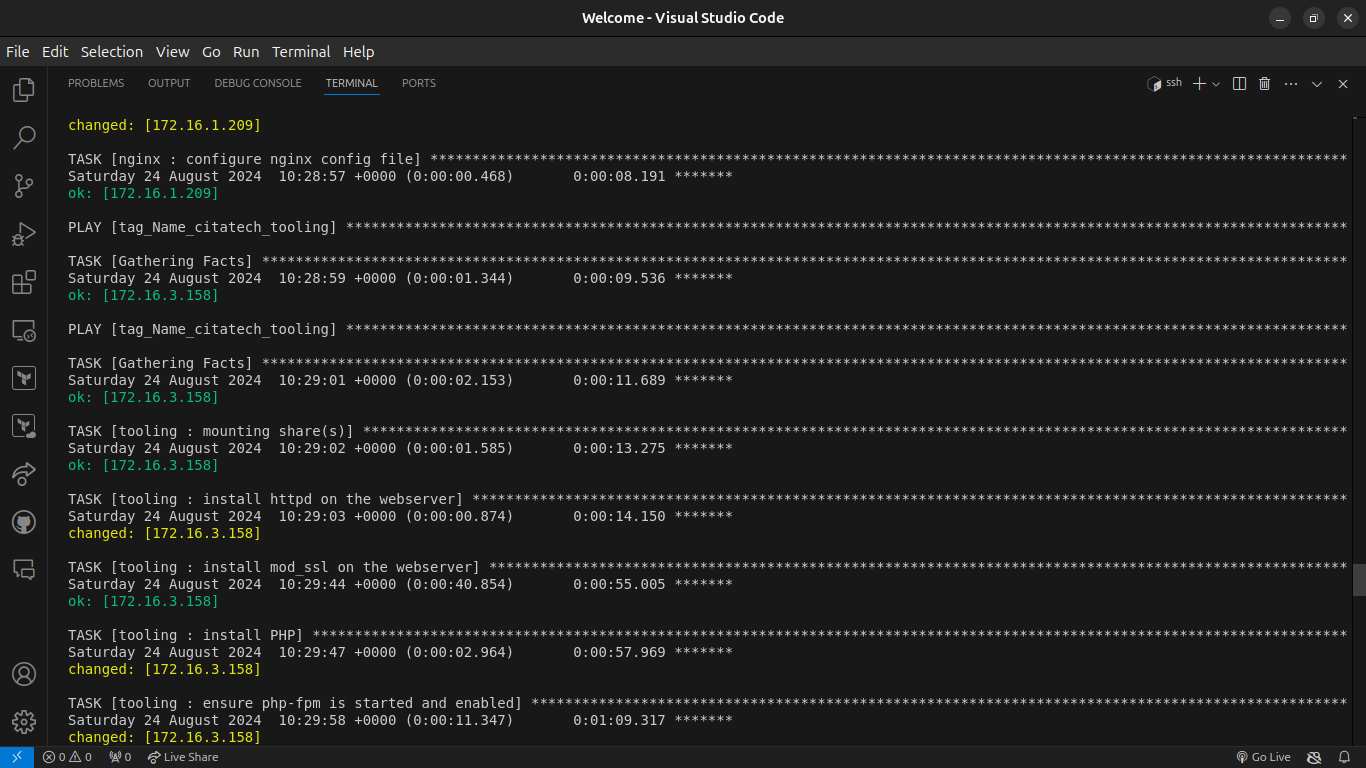 Welcome - Visual Studio Code
File Edit Selection View Go Run Terminal Help
PROBLEMS OUTPUT DEBUG CONSOLE TERMINAL PORTS ssh
changed: [172.16.1.209]
TASK [nginx : configure nginx config file] *************************************************************************************************************
Saturday 24 August 2024  10:28:57 +0000 (0:00:00.468)       0:00:08.191 *******
ok: [172.16.1.209]
PLAY [tag_Name_citatech_tooling] ***********************************************************************************************************************
TASK [Gathering Facts] *********************************************************************************************************************************
Saturday 24 August 2024  10:28:59 +0000 (0:00:01.344)       0:00:09.536 *******
ok: [172.16.3.158]
PLAY [tag_Name_citatech_tooling] ***********************************************************************************************************************
TASK [Gathering Facts] *********************************************************************************************************************************
Saturday 24 August 2024  10:29:01 +0000 (0:00:02.153)       0:00:11.689 *******
ok: [172.16.3.158]
TASK [tooling : mounting share(s)] *********************************************************************************************************************
Saturday 24 August 2024  10:29:02 +0000 (0:00:01.585)       0:00:13.275 *******
ok: [172.16.3.158]
TASK [tooling : install httpd on the webserver] ********************************************************************************************************
Saturday 24 August 2024  10:29:03 +0000 (0:00:00.874)       0:00:14.150 *******
changed: [172.16.3.158]
TASK [tooling : install mod_ssl on the webserver] ******************************************************************************************************
Saturday 24 August 2024  10:29:44 +0000 (0:00:40.854)       0:00:55.005 *******
ok: [172.16.3.158]
TASK [tooling : install PHP] ***************************************************************************************************************************
Saturday 24 August 2024  10:29:47 +0000 (0:00:02.964)       0:00:57.969 *******
changed: [172.16.3.158]
TASK [tooling : ensure php-fpm is started and enabled] *************************************************************************************************
Saturday 24 August 2024  10:29:58 +0000 (0:00:11.347)       0:01:09.317 *******
changed: [172.16.3.158]
0 0 0 Live Share Go Live